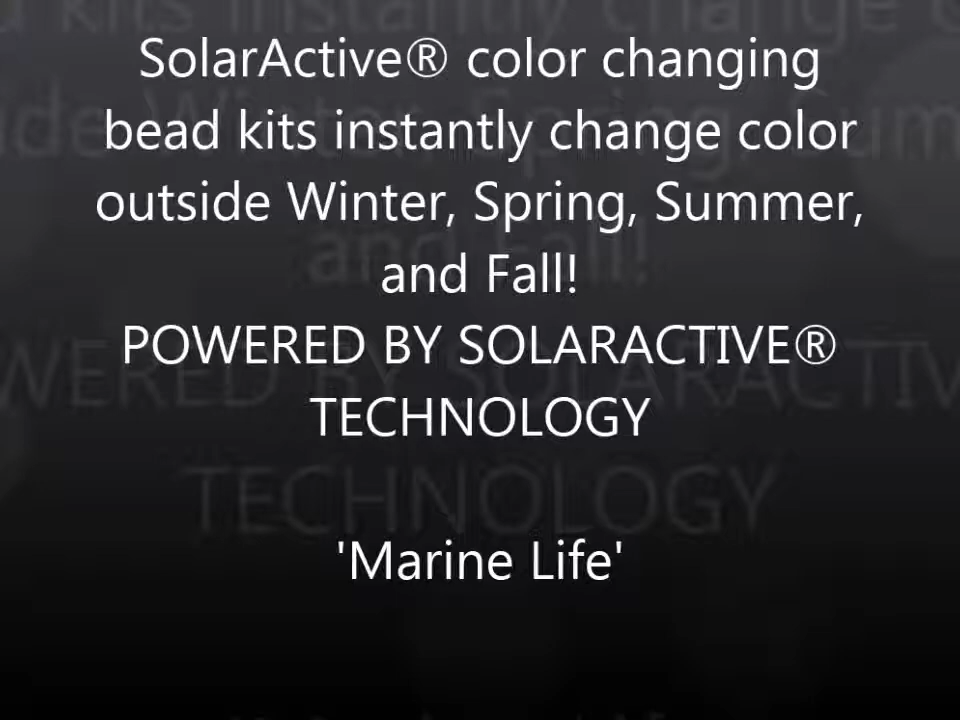 SolarActive® color changing
bead kits instantly change color
outside Winter, Spring, Summer,
and Fall!
POWERED BY SOLARACTIVE®
TECHNOLOGY
'Marine Life'